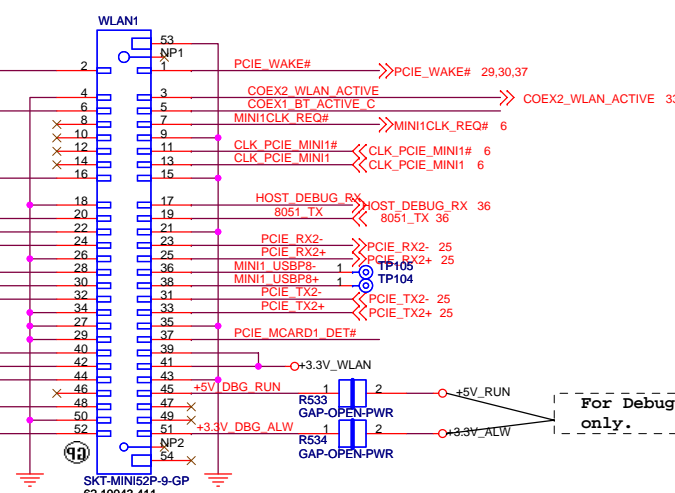 WLAN1
53
NP1
2 1 PCIE_WAKE# PCIE_WAKE# 29,30,37
4 3 COEX2_WLAN_ACTIVE COEX2_WLAN_ACTIVE
6 5 COEX1_BT_ACTIVE_C
8 7 MINI1CLK_REQ# MINI1CLK_REQ# 6
10 9
12 11 CLK_PCIE_MINI1# CLK_PCIE_MINI1# 6
14 13 CLK_PCIE_MINI1 CLK_PCIE_MINI1 6
16 15
18 17 HOST_DEBUG_RX HOST_DEBUG_RX 36
20 19 8051_TX 8051_TX 36
22 21
24 23 PCIE_RX2- PCIE_RX2- 25
26 25 PCIE_RX2+ PCIE_RX2+ 25
28 36 MINI1_USBP8- 1 TP105
30 38 MINI1_USBP8+ 1 TP104
32 31 PCIE_TX2- PCIE_TX2- 25
34 33 PCIE_TX2+ PCIE_TX2+ 25
27 35
29 37 PCIE_MCARD1_DET#
40 39
42 41 +3.3V_WLAN
44 43
46 45 +5V_DBG_RUN 1 2 +5V_RUN
48 47 R533
GAP-OPEN-PWR
50 49
52 51 +3.3V_DBG_ALW 1 2 +3.3V_ALW
R534
GAP-OPEN-PWR
NP2
54
For Debug
only.
SKT-MINI52P-9-GP